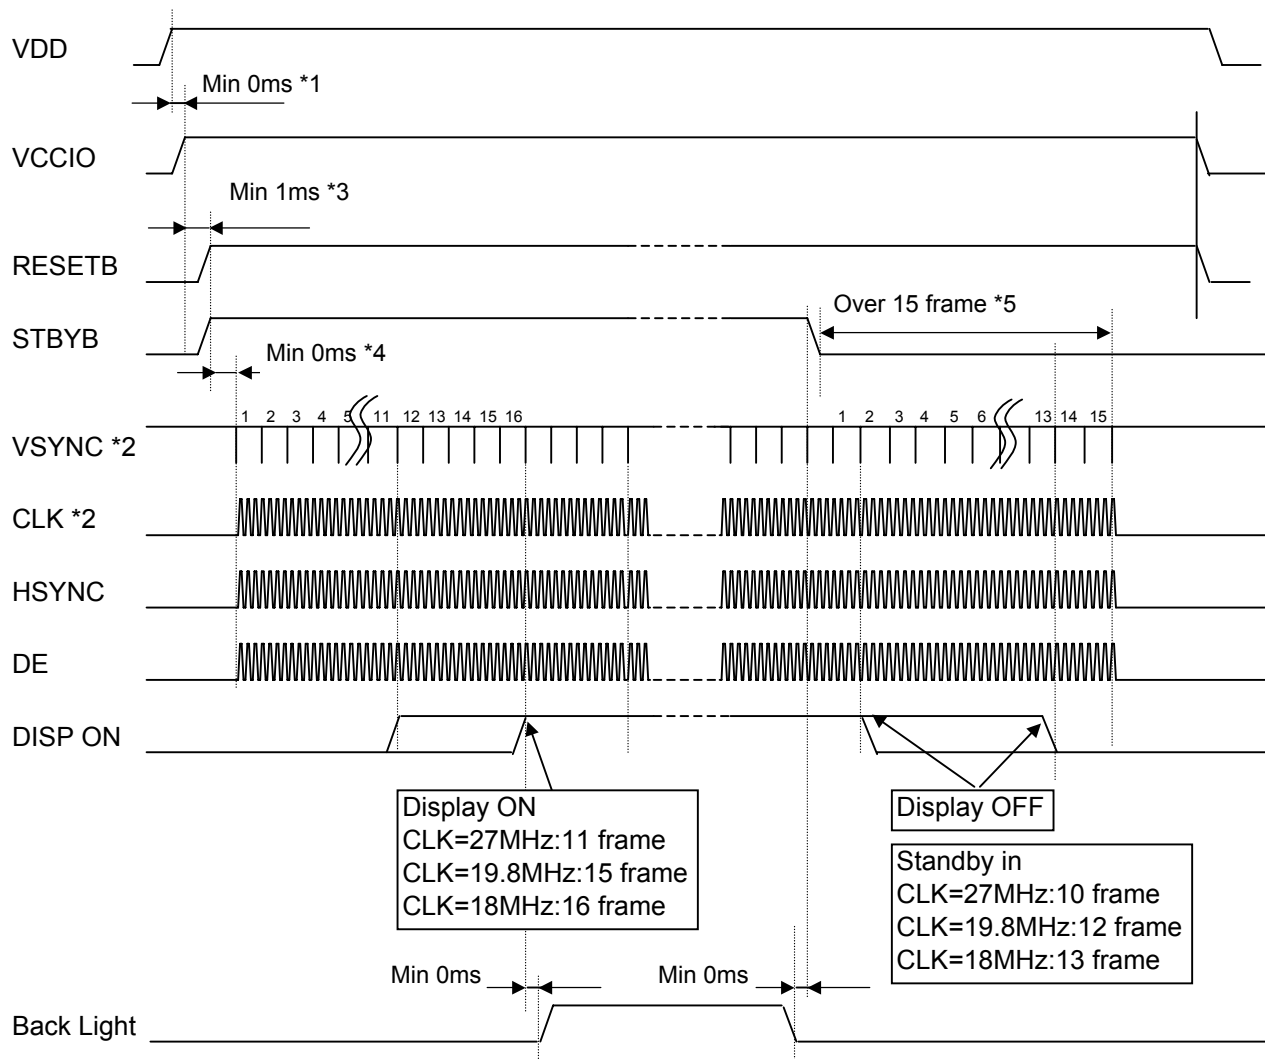 VDD
Min 0ms *1
VCCIO
Min 1ms *3
RESETB
STBYB
Over 15 frame *5
Min 0ms *4
VSYNC *2
1 2 3 4 5 11 12 13 14 15 16
1 2 3 4 5 6 13 14 15
CLK *2
HSYNC
DE
DISP ON
Display ON
CLK=27MHz:11 frame
CLK=19.8MHz:15 frame
CLK=18MHz:16 frame
Display OFF
Standby in
CLK=27MHz:10 frame
CLK=19.8MHz:12 frame
CLK=18MHz:13 frame
Min 0ms
Min 0ms
Back Light